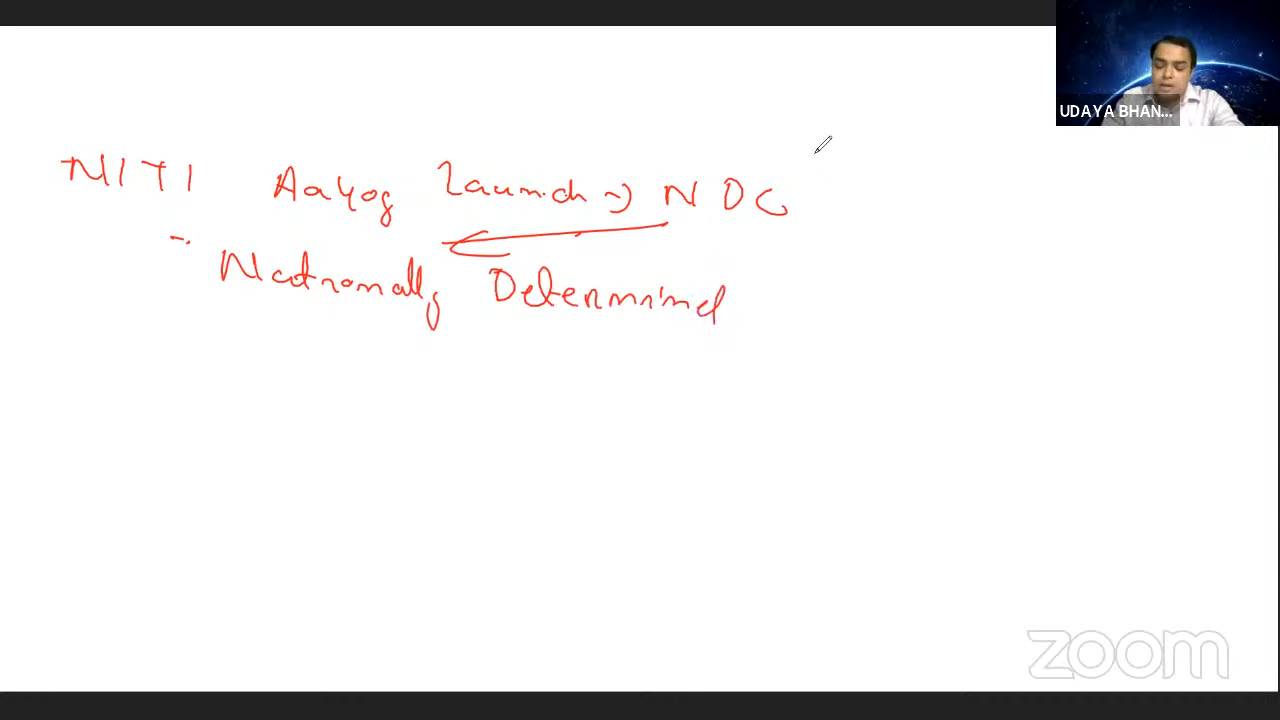 UDAYA BHAN...
NITI Aayog Launch => NDC
:- Nationally Determined
zoom